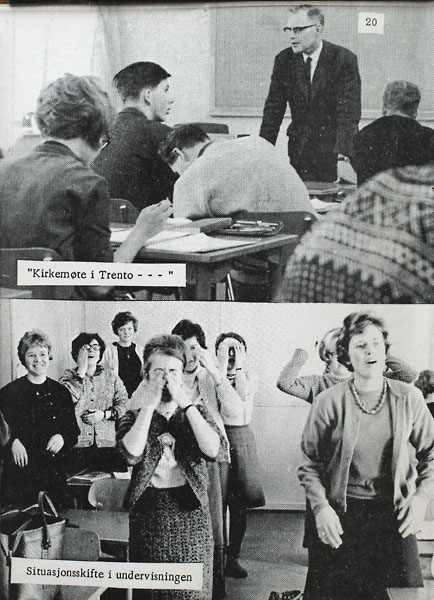 20
"Kirkemøte i Trento - - - "
Situasjonsskifte i undervisningen